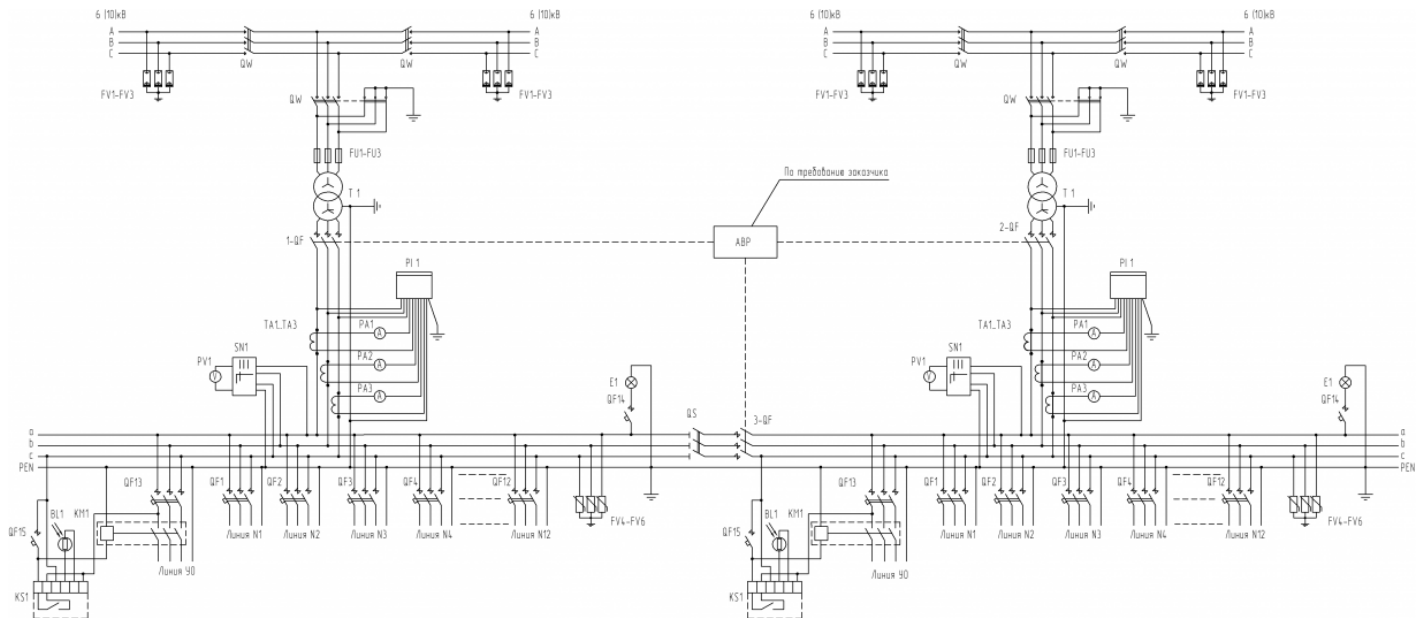 6 (10)кВ 6 (10)кВ 6 (10)кВ 6 (10)кВ
A A A A
B B B B
C C C C
QW QW QW QW
FV1-FV3 FV1-FV3 FV1-FV3 FV1-FV3
QW QW
FU1-FU3 FU1-FU3
По требование заказчика
T 1 T 1
1-QF АВР 2-QF
PI 1 PI 1
TA1_TA3 PA1 TA1_TA3 PA1
SN1 SN1
PV1 V PA2 PV1 V PA2
A A A A A A
PA3 E1 PA3 E1
QF14 QF14
QS 3-QF
a a
b b
c c
PEN PEN
QF13 QF1 QF2 QF3 QF4 QF12 QF13 QF1 QF2 QF3 QF4 QF12
BL1 KM1 BL1 KM1
FV4-FV6 FV4-FV6
QF15 Линия N1 Линия N2 Линия N3 Линия N4 Линия N12 QF15 Линия N1 Линия N2 Линия N3 Линия N4 Линия N12
Линия УО Линия УО
KS1 KS1